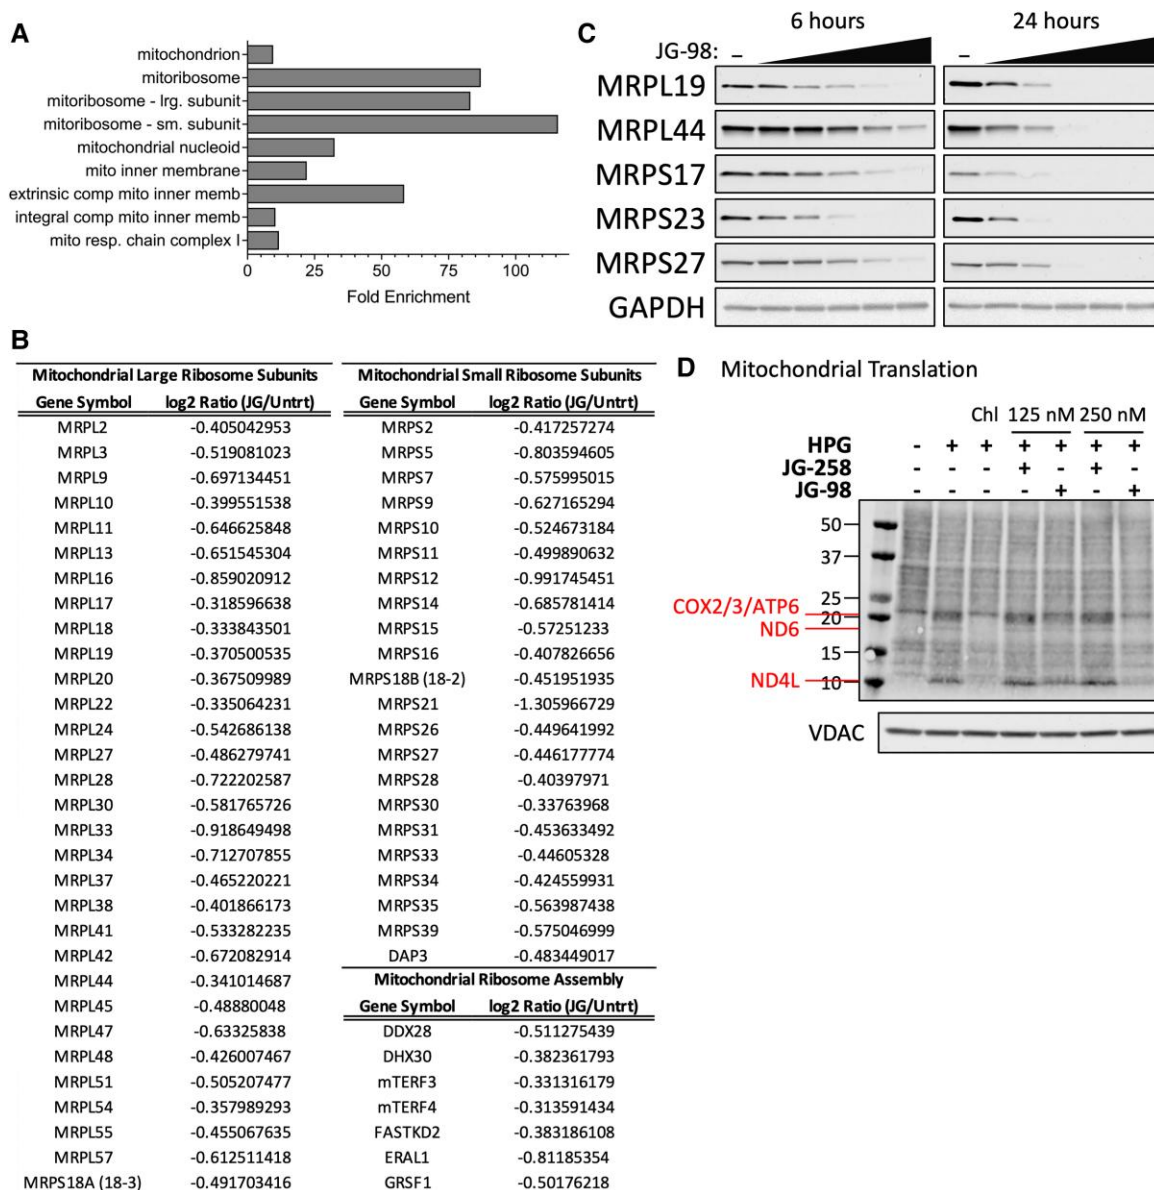 A
mitochondrion
mitoribosome
mitoribosome - lrg. subunit
mitoribosome - sm. subunit
mitochondrial nucleoid
mito inner membrane
extrinsic comp mito inner memb
integral comp mito inner memb
mito resp. chain complex I
0 25 50 75 100
Fold Enrichment
B
Mitochondrial Large Ribosome Subunits
Gene Symbol log2 Ratio (JG/Untrt)
MRPL2 -0.405042953
MRPL3 -0.519081023
MRPL9 -0.697134451
MRPL10 -0.399551538
MRPL11 -0.646625848
MRPL13 -0.651545304
MRPL16 -0.859020912
MRPL17 -0.318596638
MRPL18 -0.333843501
MRPL19 -0.370500535
MRPL20 -0.367509989
MRPL22 -0.335064231
MRPL24 -0.542686138
MRPL27 -0.486279741
MRPL28 -0.722202587
MRPL30 -0.581765726
MRPL33 -0.918649498
MRPL34 -0.712707855
MRPL37 -0.465220221
MRPL38 -0.401866173
MRPL41 -0.533282235
MRPL42 -0.672082914
MRPL44 -0.341014687
MRPL45 -0.48880048
MRPL47 -0.63325838
MRPL48 -0.426007467
MRPL51 -0.505207477
MRPL54 -0.357989293
MRPL55 -0.455067635
MRPL57 -0.612511418
MRPS18A (18-3) -0.491703416
Mitochondrial Small Ribosome Subunits
Gene Symbol log2 Ratio (JG/Untrt)
MRPS2 -0.417257274
MRPS5 -0.803594605
MRPS7 -0.575995015
MRPS9 -0.627165294
MRPS10 -0.524673184
MRPS11 -0.499890632
MRPS12 -0.991745451
MRPS14 -0.685781414
MRPS15 -0.57251233
MRPS16 -0.407826656
MRPS18B (18-2) -0.451951935
MRPS21 -1.305966729
MRPS26 -0.449641992
MRPS27 -0.446177774
MRPS28 -0.40397971
MRPS30 -0.33763968
MRPS31 -0.453633492
MRPS33 -0.44605328
MRPS34 -0.424559931
MRPS35 -0.563987438
MRPS39 -0.575046999
DAP3 -0.483449017
Mitochondrial Ribosome Assembly
Gene Symbol log2 Ratio (JG/Untrt)
DDX28 -0.511275439
DHX30 -0.382361793
mTERF3 -0.331316179
mTERF4 -0.313591434
FASTKD2 -0.383186108
ERAL1 -0.81185354
GRSF1 -0.50176218
C
6 hours 24 hours
JG-98: – –
MRPL19
MRPL44
MRPS17
MRPS23
MRPS27
GAPDH
D Mitochondrial Translation
Chl 125 nM 250 nM
HPG - + + + + + +
JG-258 - - - + - + -
JG-98 - - - - + - +
50
37
25
COX2/3/ATP6
20
ND6
15
ND4L
10
VDAC